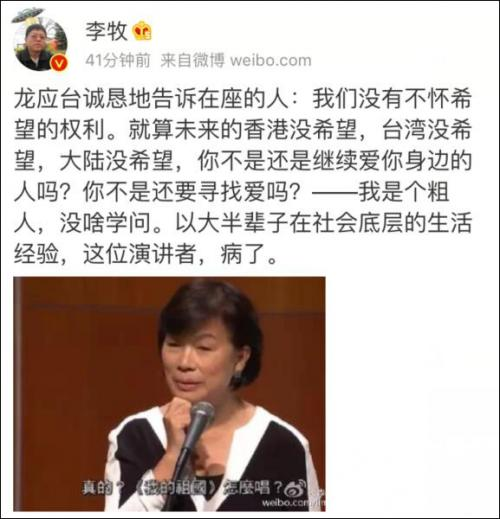 李牧
41分钟前 来自微博 weibo.com
龙应台诚恳地告诉在座的人：我们没有不怀希
望的权利。就算未来的香港没希望，台湾没希
望，大陆没希望，你不是还是继续爱你身边的
人吗？你不是还要寻找爱吗？——我是个粗
人，没啥学问。以大半辈子在社会底层的生活
经验，这位演讲者，病了。
真的？《我的祖國》怎麼唱？
weibo.com